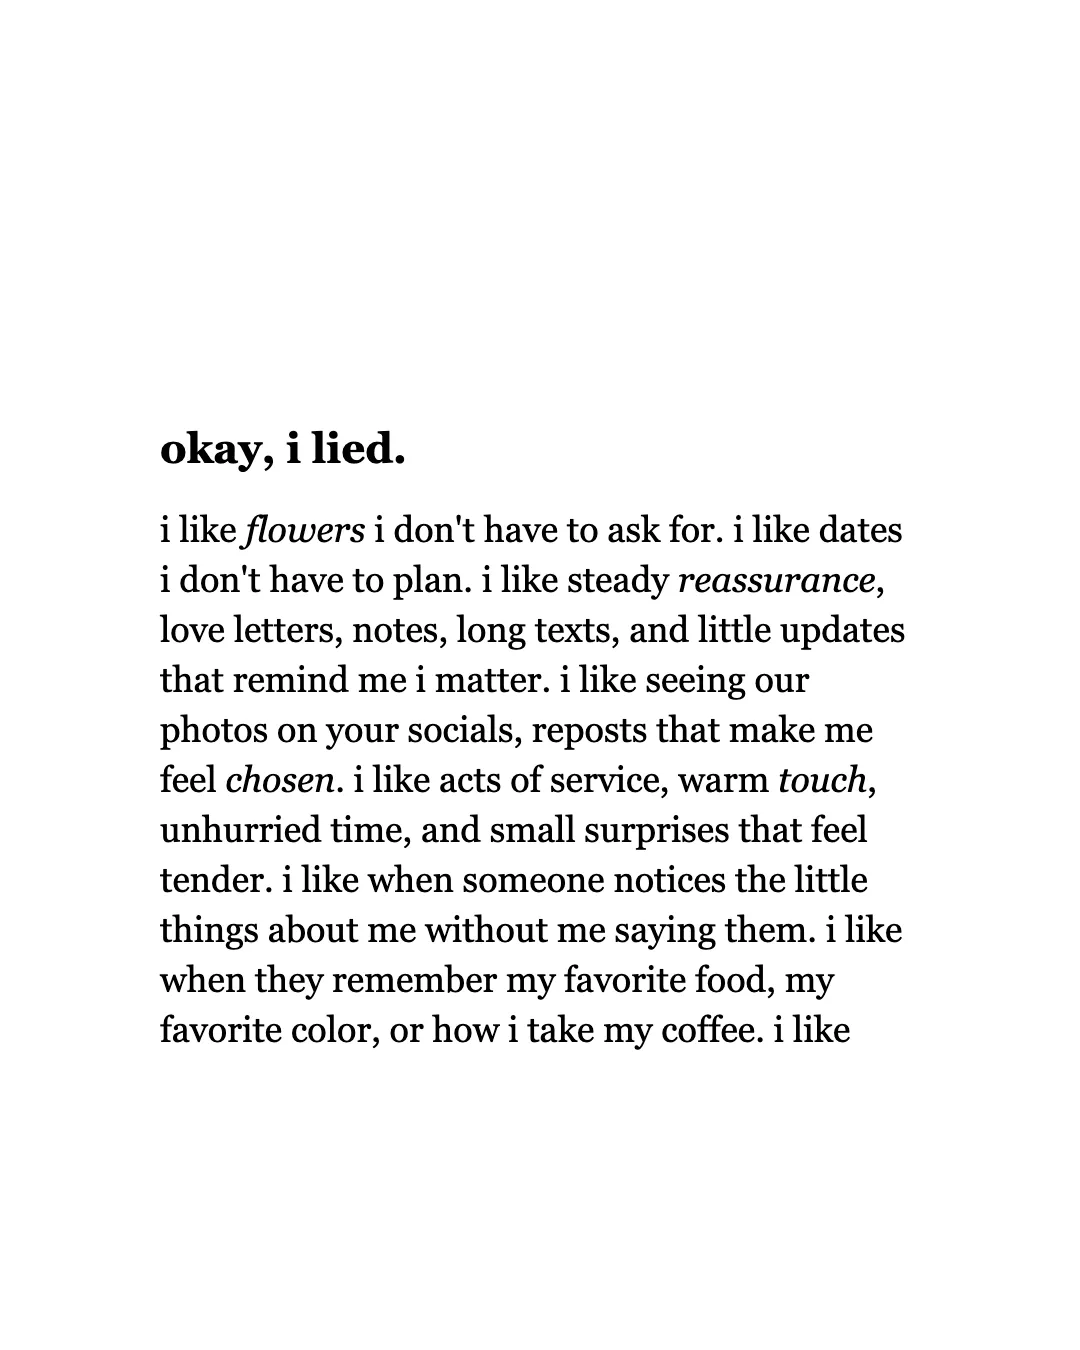 okay, i lied.
i like flowers i don't have to ask for. i like dates
i don't have to plan. i like steady reassurance,
love letters, notes, long texts, and little updates
that remind me i matter. i like seeing our
photos on your socials, reposts that make me
feel chosen. i like acts of service, warm touch,
unhurried time, and small surprises that feel
tender. i like when someone notices the little
things about me without me saying them. i like
when they remember my favorite food, my
favorite color, or how i take my coffee. i like